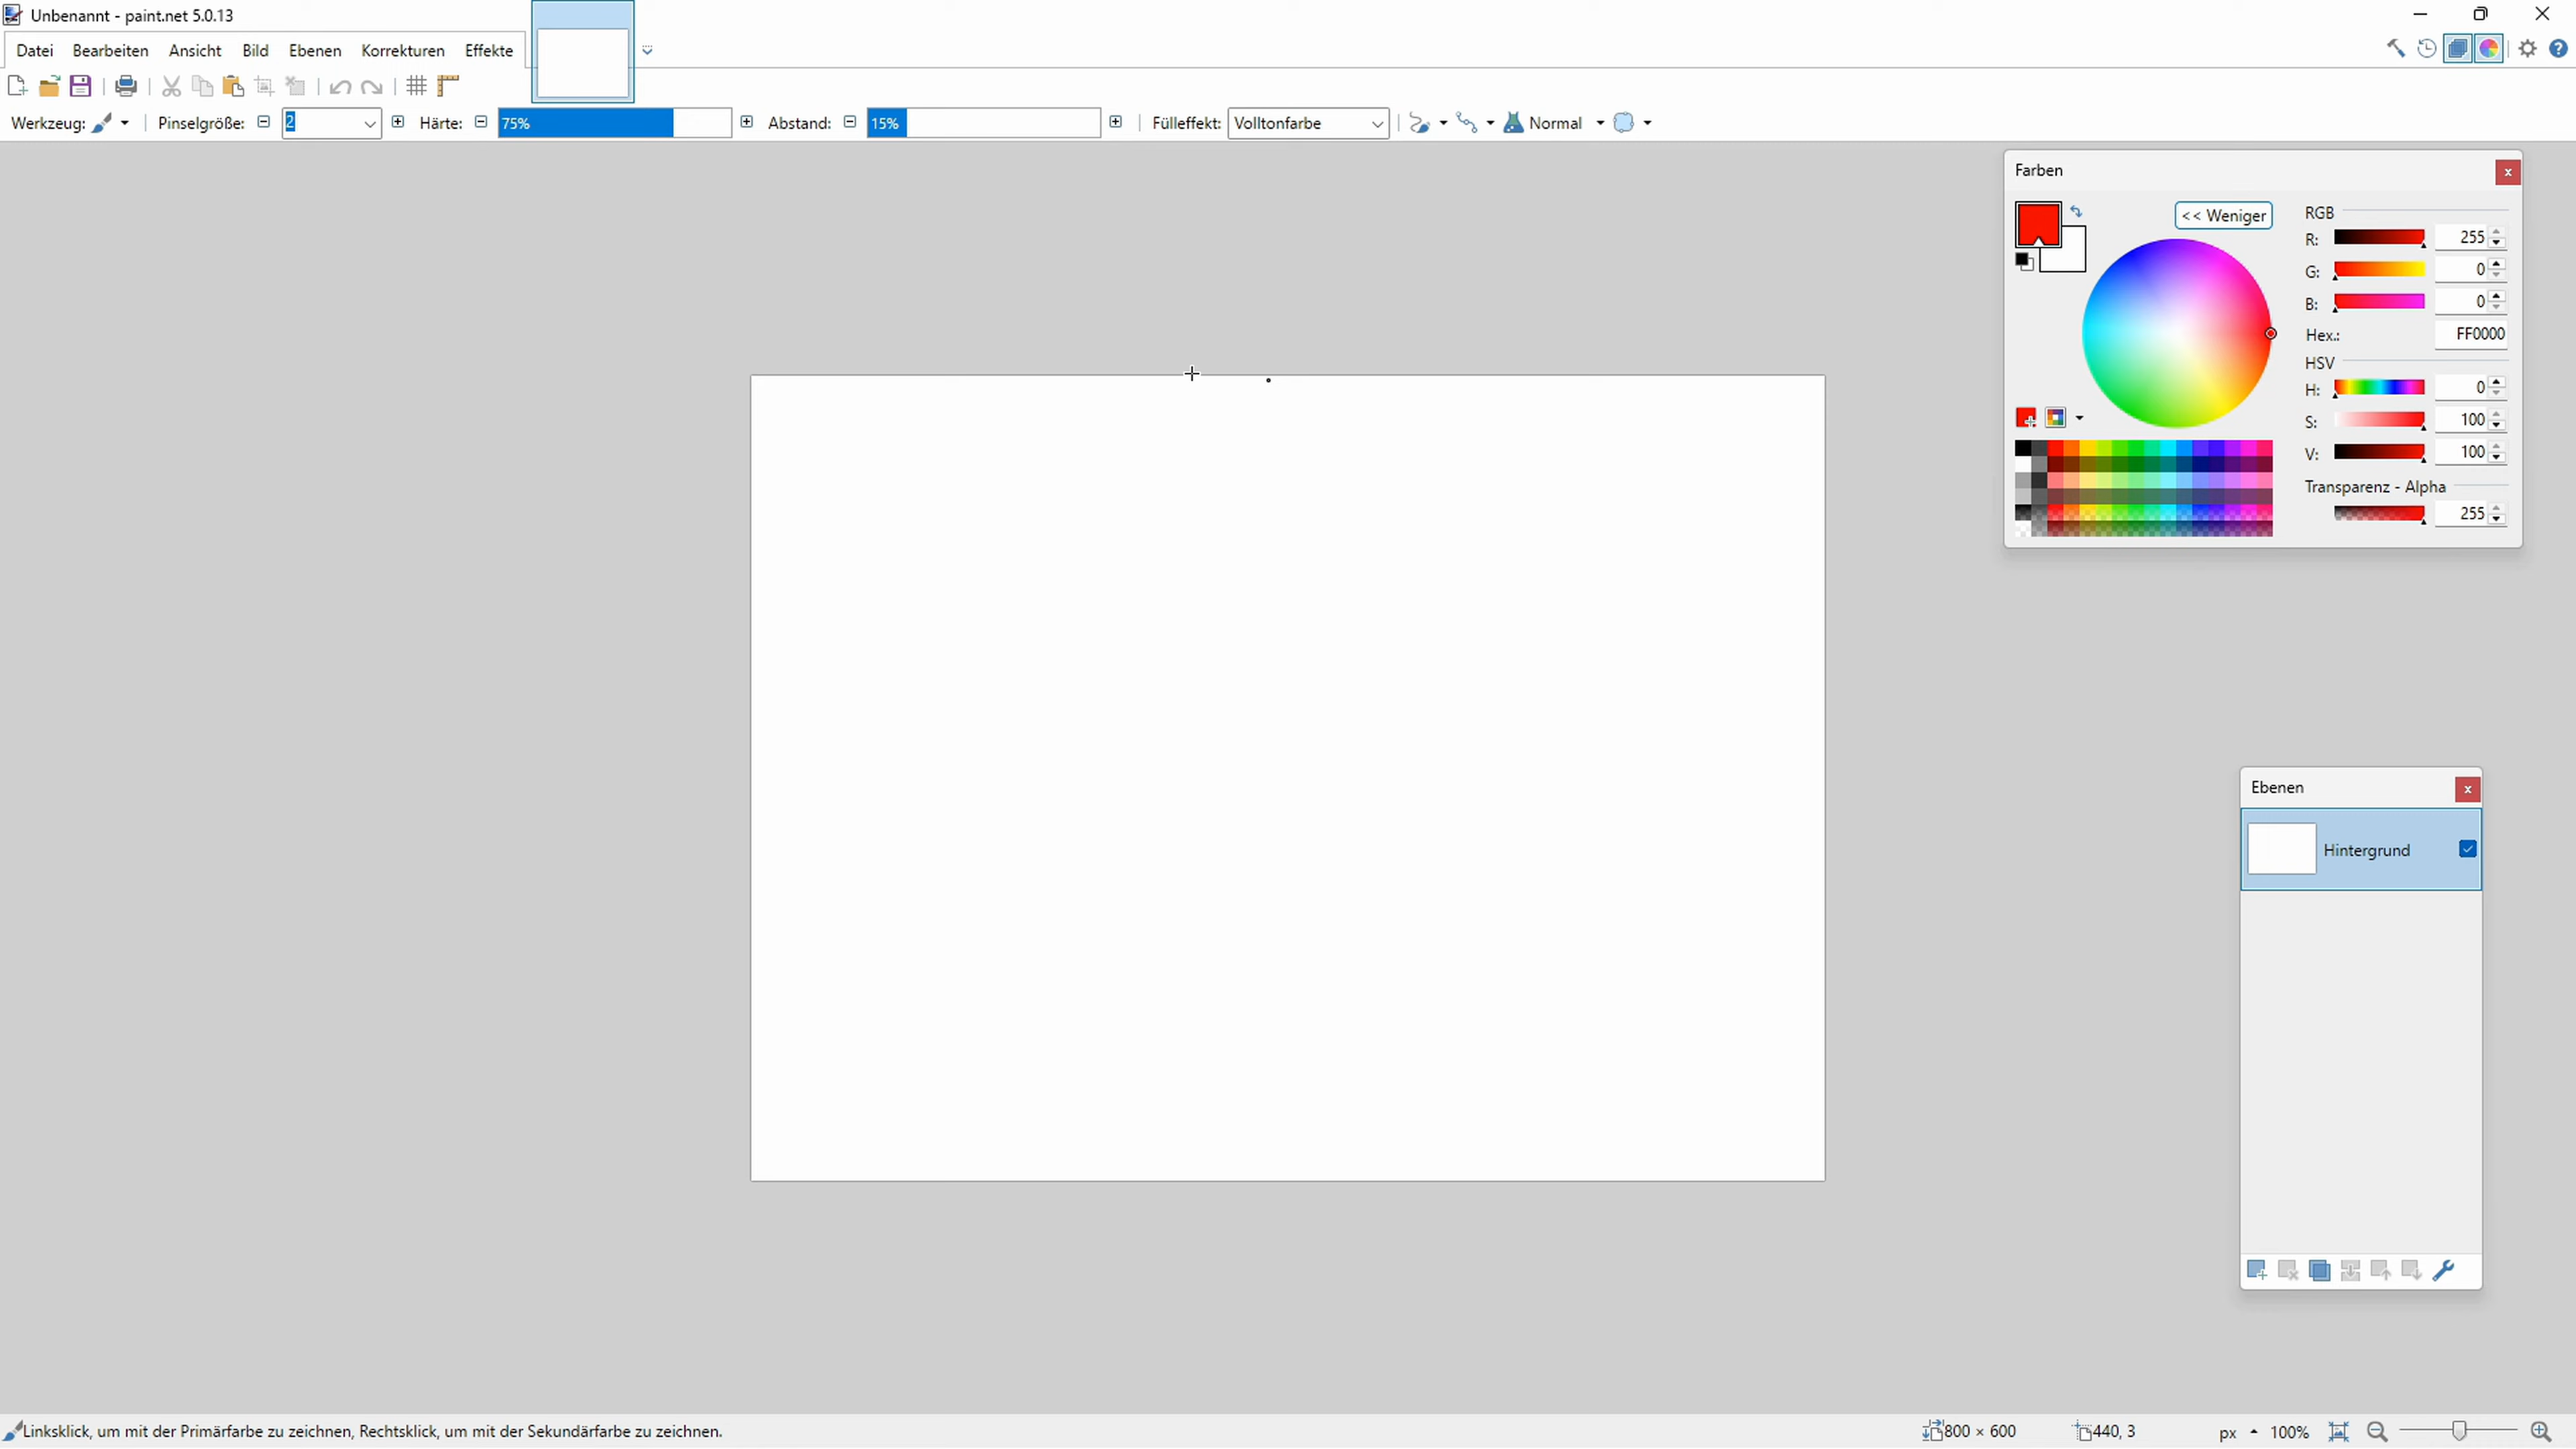 Unbenannt - paint.net 5.0.13
Datei Bearbeiten Ansicht Bild Ebenen Korrekturen Effekte
Werkzeug: Pinselgröße: 2 Härte: 75% Abstand: 15% Fülleffekt: Volltonfarbe Normal
Farben
<< Weniger
RGB
R: 255
G: 0
B: 0
Hex.: FF0000
HSV
H: 0
S: 100
V: 100
Transparenz - Alpha
255
Ebenen
Hintergrund
Linksklick, um mit der Primärfarbe zu zeichnen, Rechtsklick, um mit der Sekundärfarbe zu zeichnen. 800 × 600 440, 3 px 100%